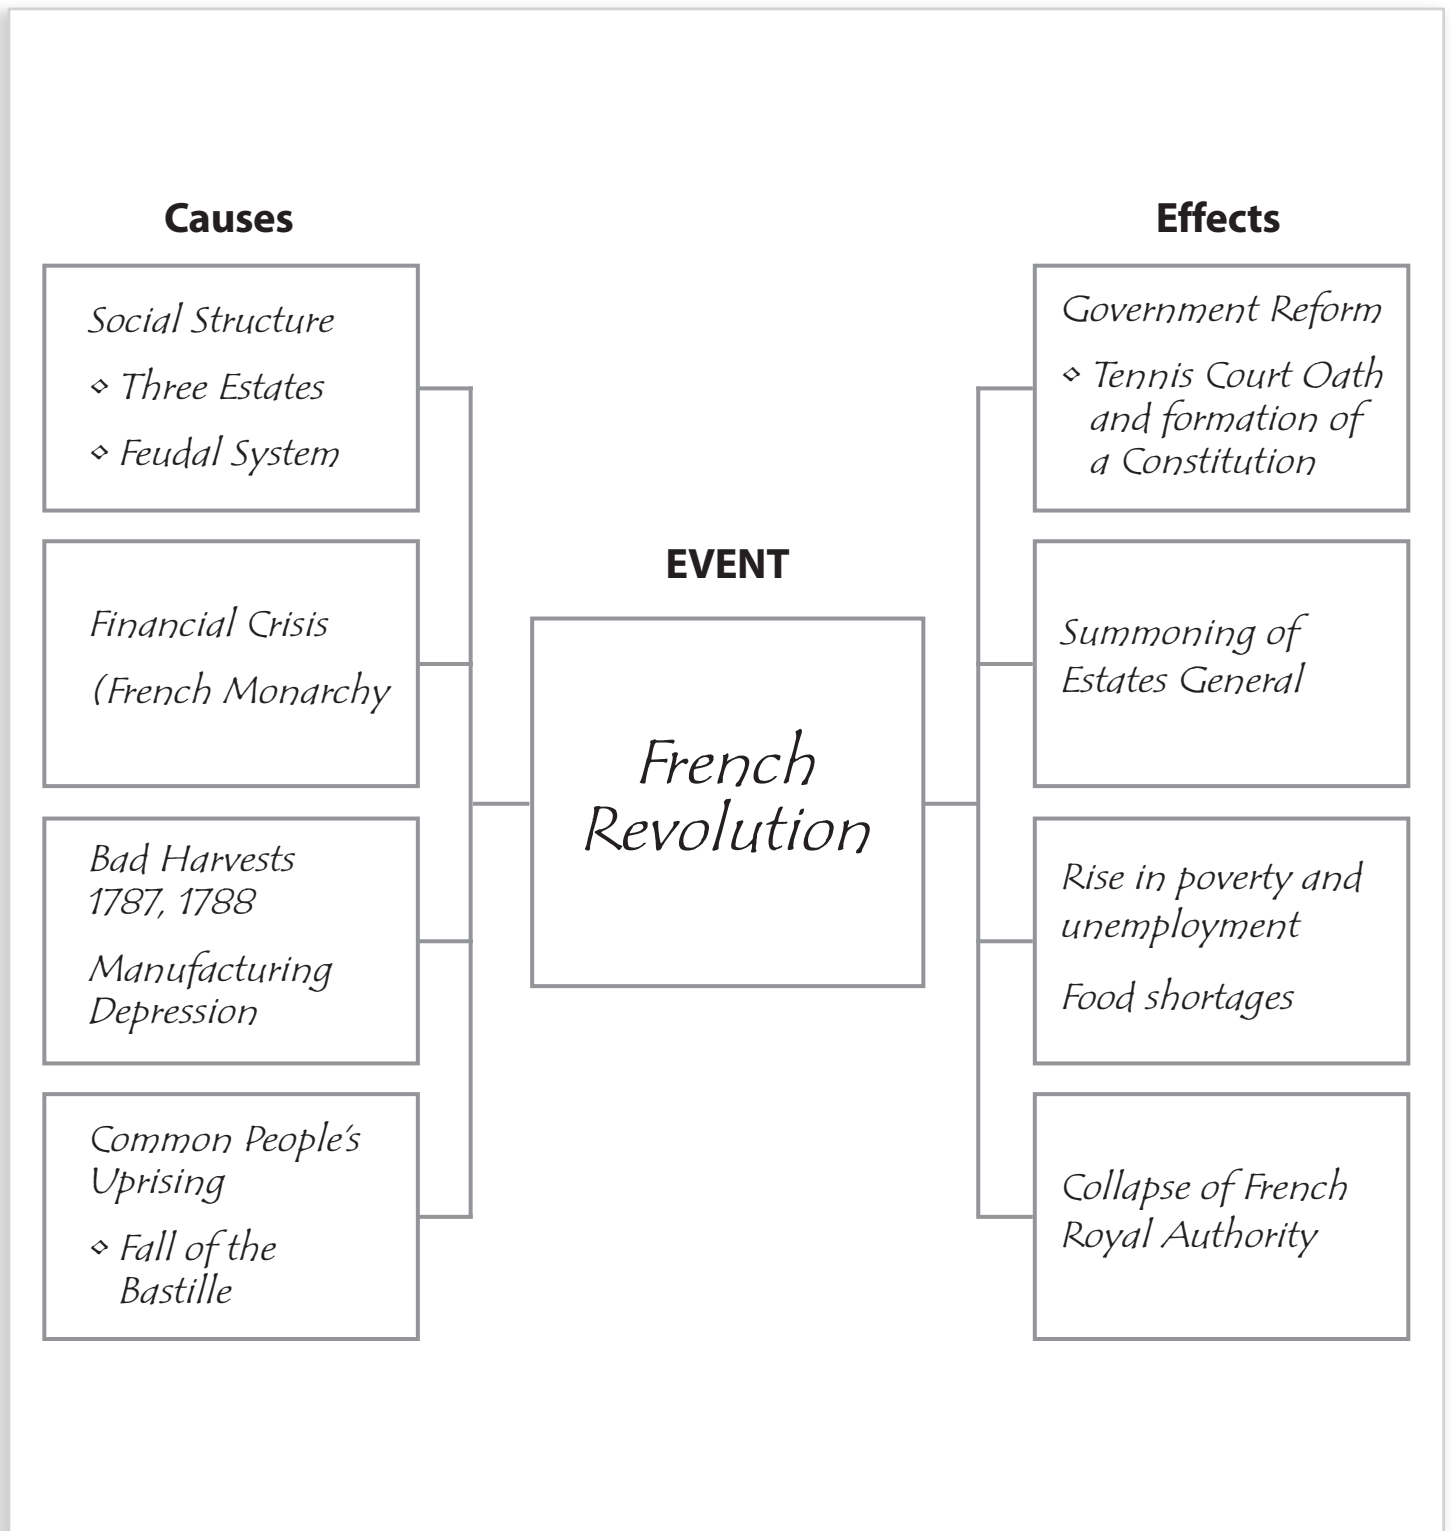 Causes
Social Structure
⋄ Three Estates
⋄ Feudal System
Financial Crisis
(French Monarchy
Bad Harvests
1787, 1788
Manufacturing
Depression
Common People’s
Uprising
⋄ Fall of the
Bastille
EVENT
French
Revolution
Effects
Government Reform
⋄ Tennis Court Oath
and formation of
a Constitution
Summoning of
Estates General
Rise in poverty and
unemployment
Food shortages
Collapse of French
Royal Authority